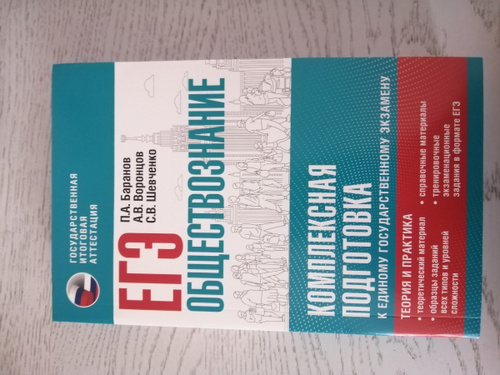 ГОСУДАРСТВЕННАЯ
ИТОГОВАЯ
АТТЕСТАЦИЯ
П.А. Баранов
А.В. Воронцов
С.В. Шевченко
ЕГЭ
ОБЩЕСТВОЗНАНИЕ
КОМПЛЕКСНАЯ
ПОДГОТОВКА
К ЕДИНОМУ ГОСУДАРСТВЕННОМУ ЭКЗАМЕНУ
ТЕОРИЯ И ПРАКТИКА
• теоретический материал
• образцы заданий
всех типов и уровней
сложности
• справочные материалы
• тренировочные
экзаменационные
задания в формате ЕГЭ